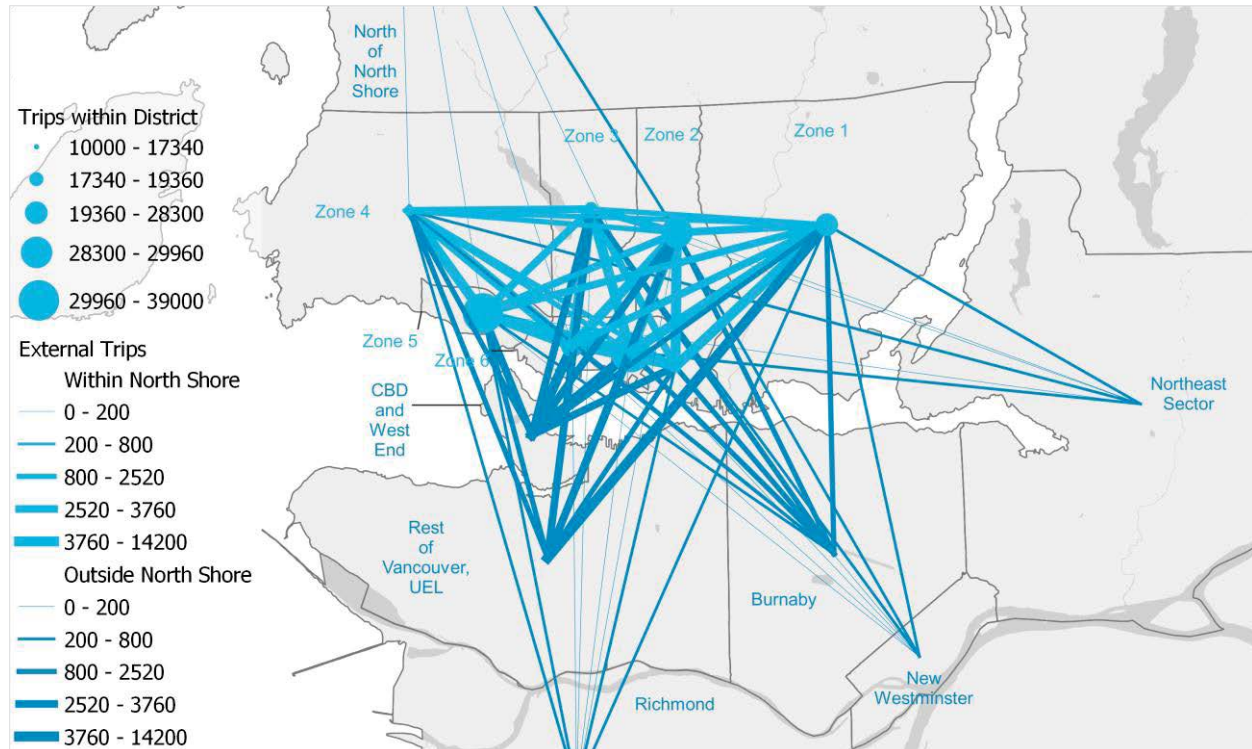 Trips within District
10000 - 17340
17340 - 19360
19360 - 28300
28300 - 29960
29960 - 39000
External Trips
Within North Shore
0 - 200
200 - 800
800 - 2520
2520 - 3760
3760 - 14200
Outside North Shore
0 - 200
200 - 800
800 - 2520
2520 - 3760
3760 - 14200
North
of
North
Shore
Zone 3
Zone 2
Zone 1
Zone 4
Zone 5
Zone 6
CBD
and
West
End
Northeast
Sector
Rest
of
Vancouver,
UEL
Burnaby
New
Westminster
Richmond